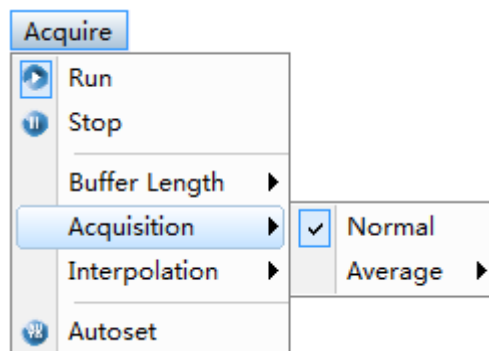 Acquire
Run
Stop
Buffer Length
Acquisition
Normal
Interpolation
Average
Autoset